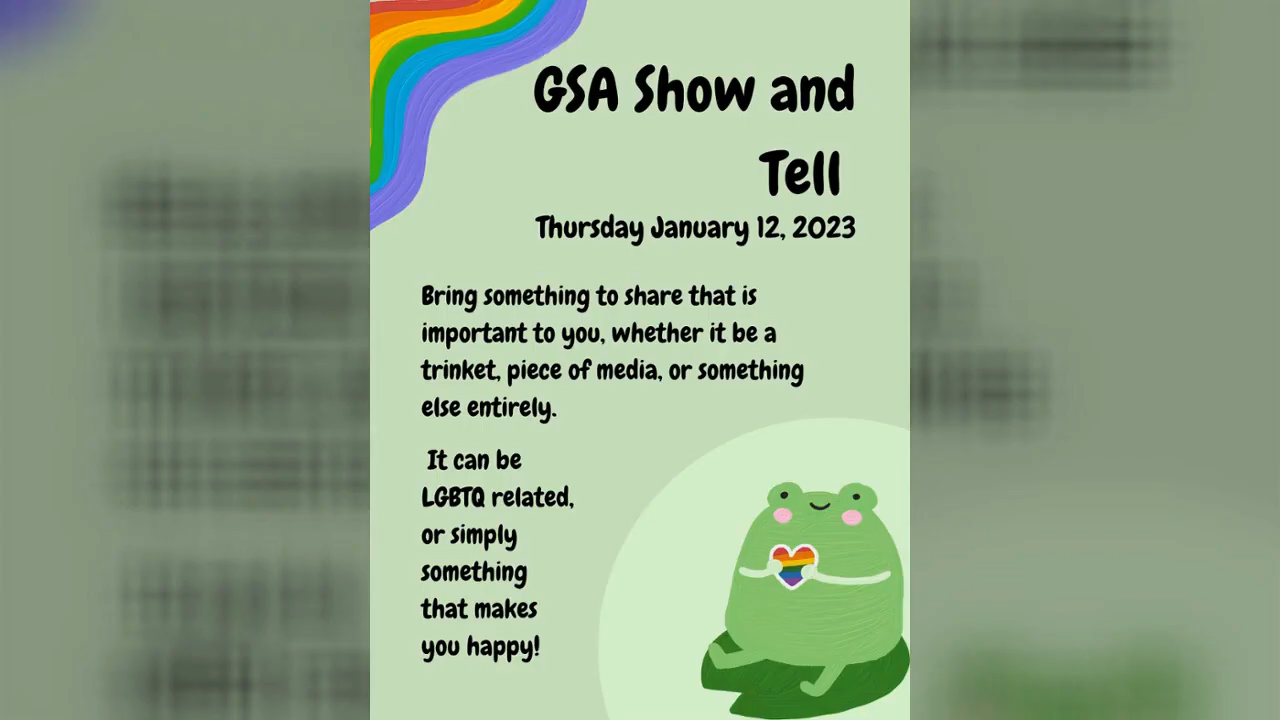 GSA Show and
Tell
Thursday January 12, 2023
Bring something to share that is
important to you, whether it be a
trinket, piece of media, or something
else entirely.
It can be
LGBTQ related,
or simply
something
that makes
you happy!